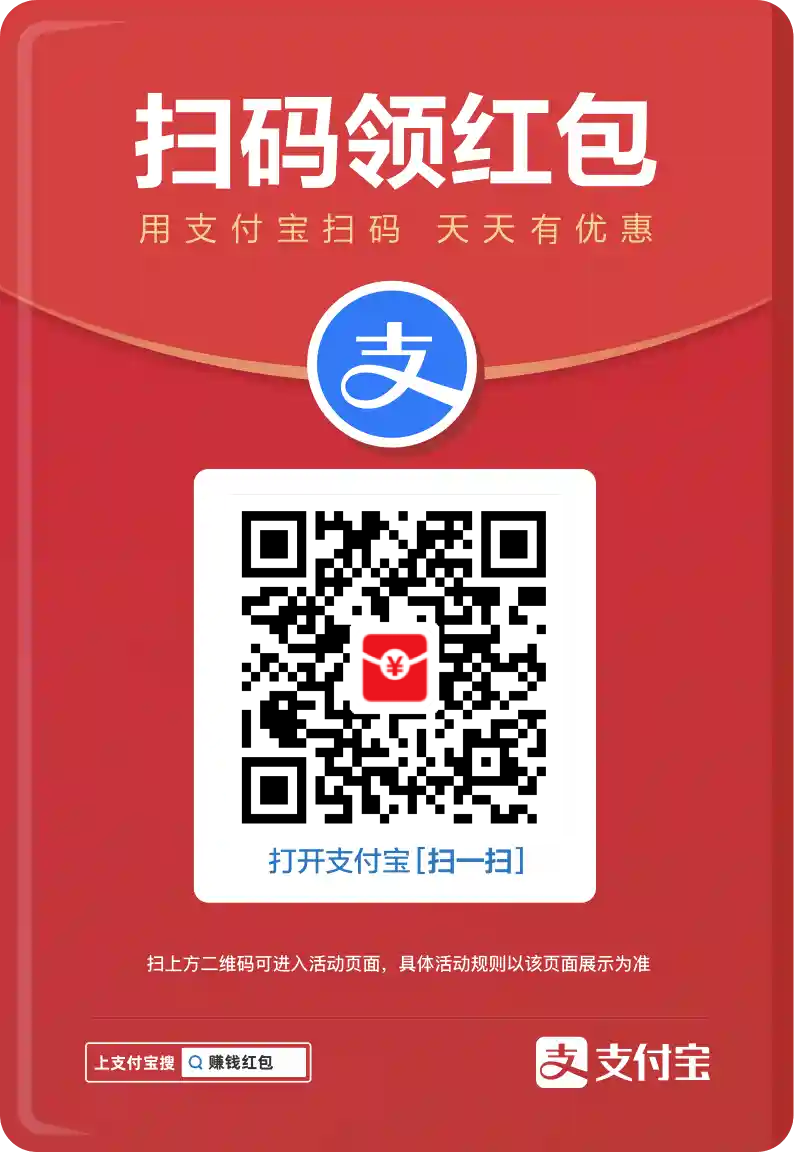 扫码领红包
用支付宝扫码 天天有优惠
支
¥
打开支付宝[扫一扫]
扫上方二维码可进入活动页面，具体活动规则以该页面展示为准
上支付宝搜 赚钱红包
支 支付宝